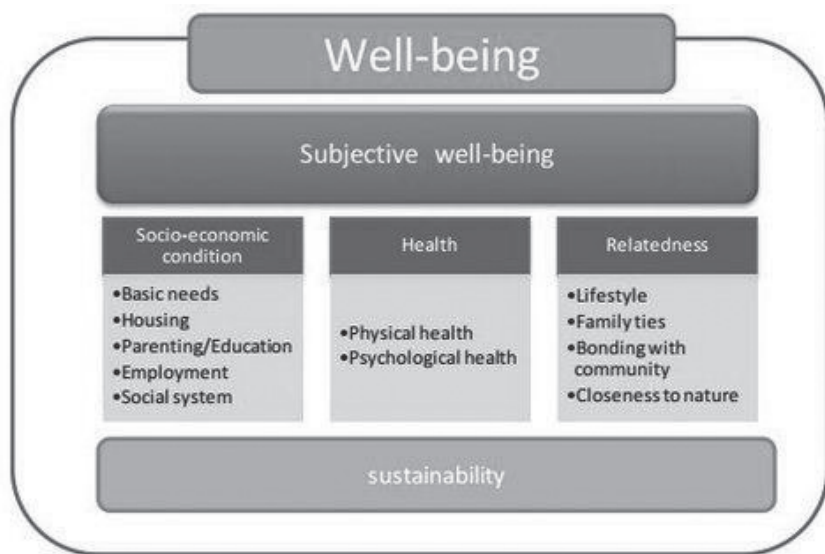 Well-being
Subjective well-being
Socio-economic
condition
•Basic needs
•Housing
•Parenting/Education
•Employment
•Social system
Health
•Physical health
•Psychological health
Relatedness
•Lifestyle
•Family ties
•Bonding with
community
•Closeness to nature
sustainability